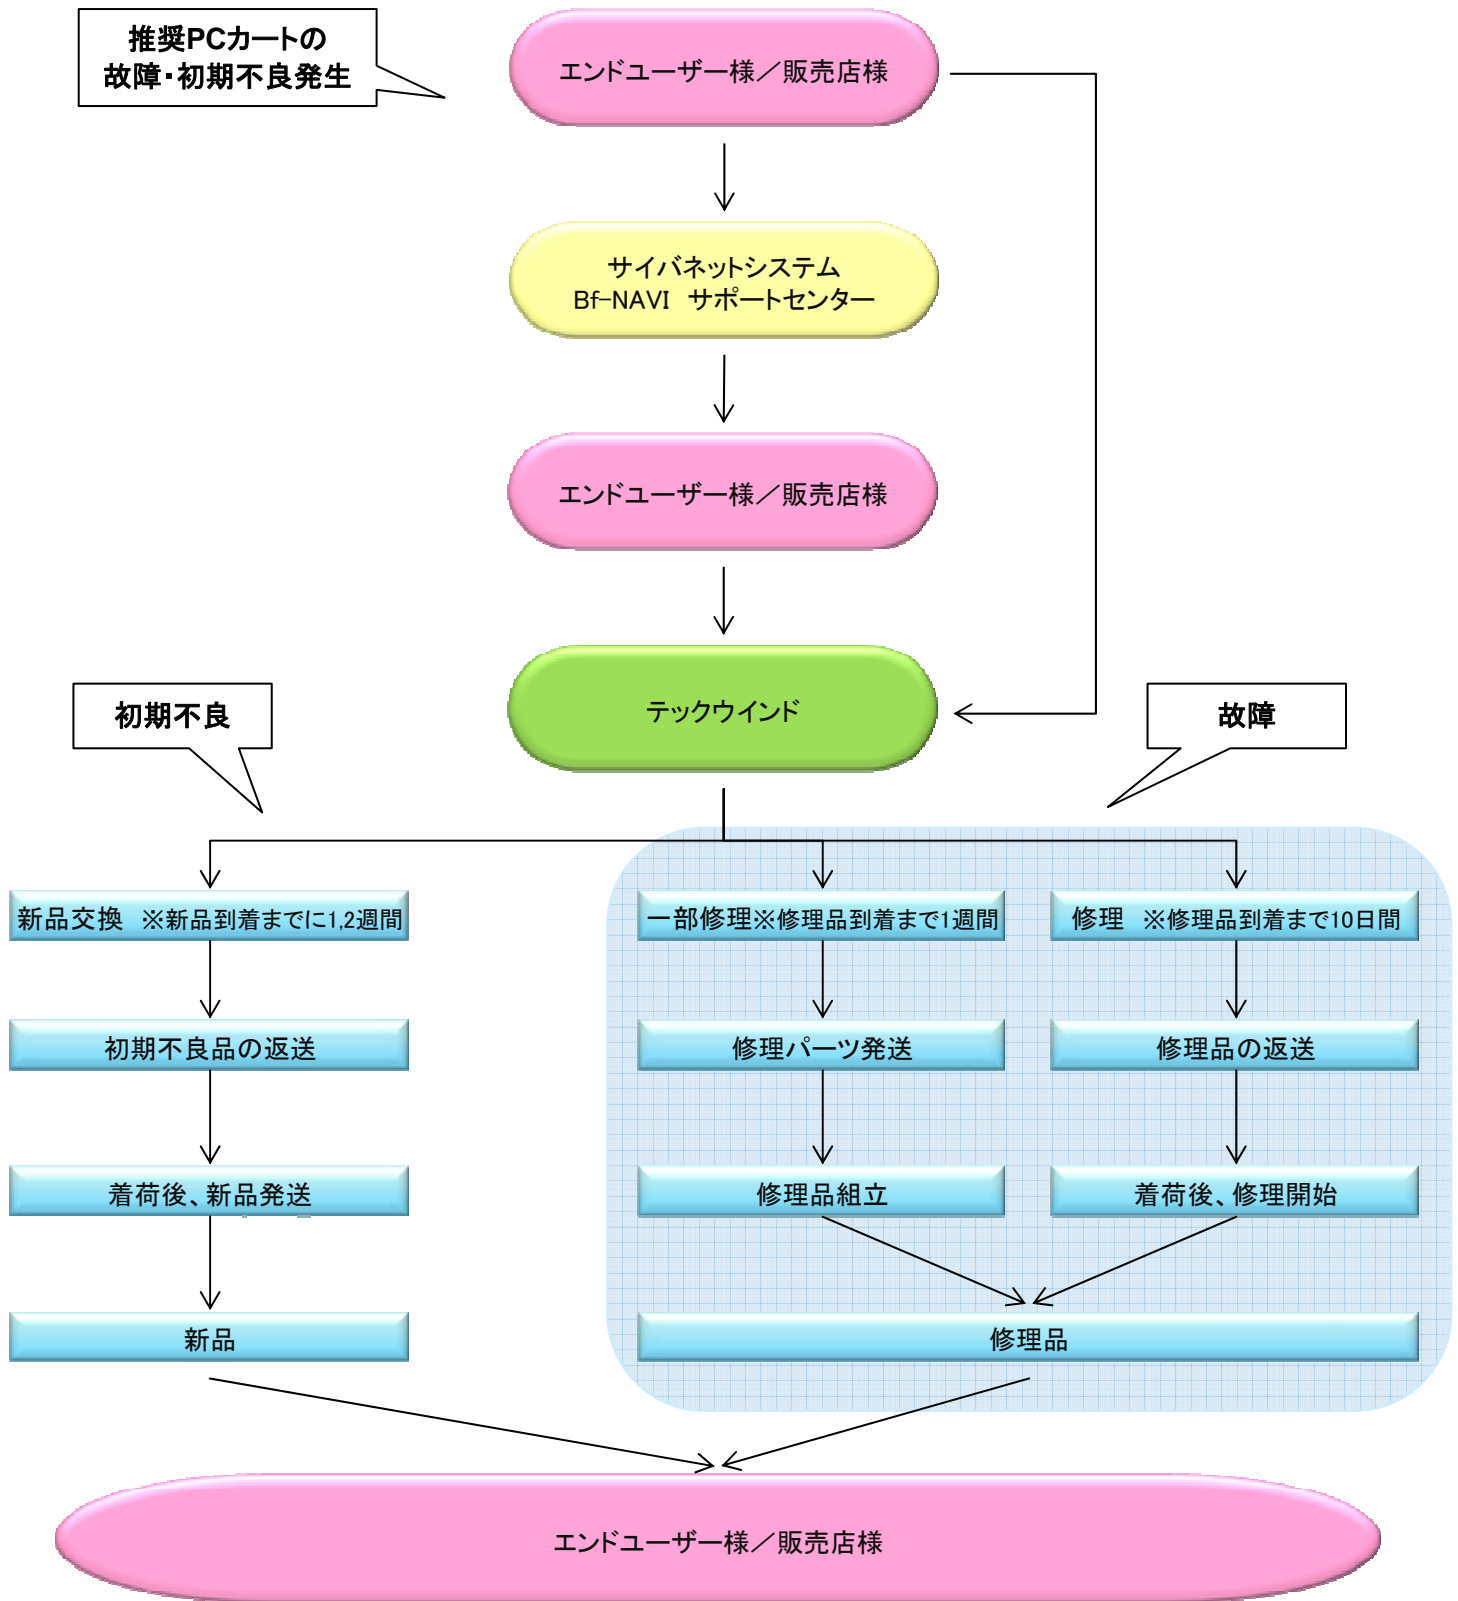 推奨PCカートの
故障・初期不良発生
エンドユーザー様／販売店様
サイバネットシステム
Bf-NAVI　サポートセンター
エンドユーザー様／販売店様
テックウインド
初期不良
故障
新品交換　※新品到着までに1,2週間
一部修理※修理品到着まで1週間
修理　※修理品到着まで10日間
初期不良品の返送
修理パーツ発送
修理品の返送
着荷後、新品発送
修理品組立
着荷後、修理開始
新品
修理品
エンドユーザー様／販売店様